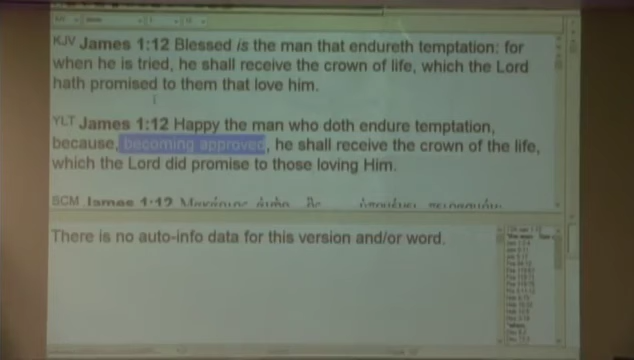 KJV James 1:12 Blessed is the man that endureth temptation: for
when he is tried, he shall receive the crown of life, which the Lord
hath promised to them that love him.
YLT James 1:12 Happy the man who doth endure temptation,
because, becoming approved, he shall receive the crown of the life,
which the Lord did promise to those loving Him.
James 1:12
There is no auto-info data for this version and/or word.